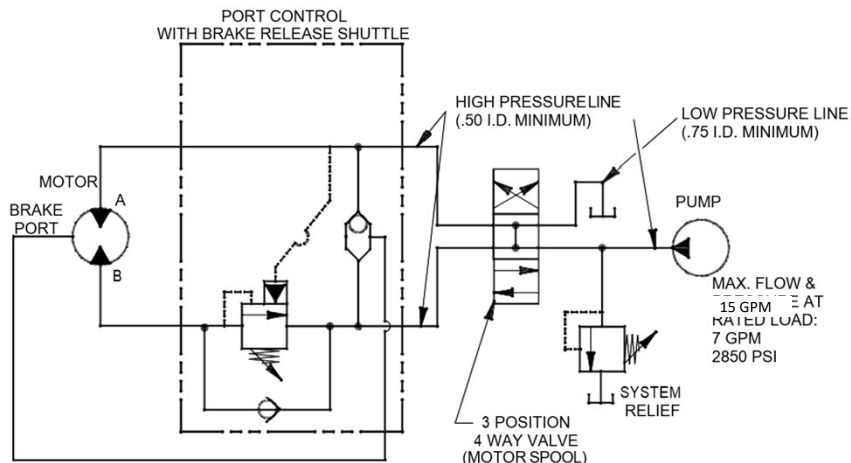 PORT CONTROL
WITH BRAKE RELEASE SHUTTLE
HIGH PRESSURELINE
(.50 I.D. MINIMUM)
LOW PRESSURE LINE
(.75 I.D. MINIMUM)
MOTOR
A
BRAKE
PORT
B
PUMP
MAX. FLOW &
E AT
15 GPM
RATED LOAD:
7 GPM
2850 PSI
SYSTEM
RELIEF
3 POSITION
4 WAY VALVE
(MOTOR SPOOL)